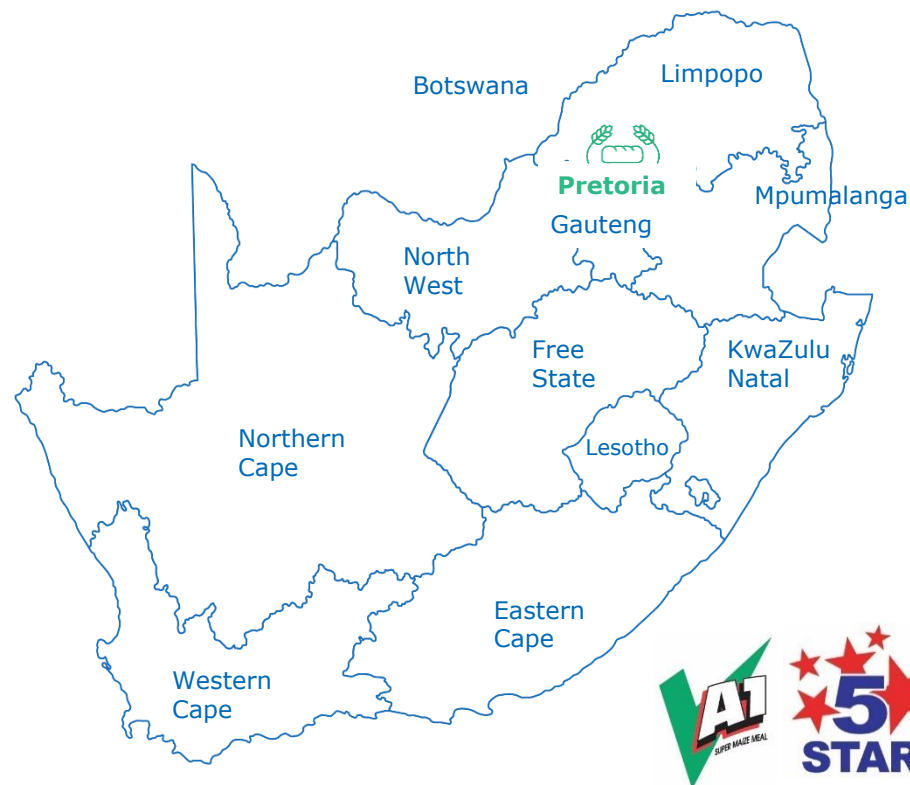 Limpopo
Botswana
Pretoria
Mpumalanga
Gauteng
North
West
Free
State
KwaZulu
Natal
Northern
Cape
Lesotho
Eastern
Cape
Western
Cape
A1
SUPER MAIZE MEAL
5
STAR